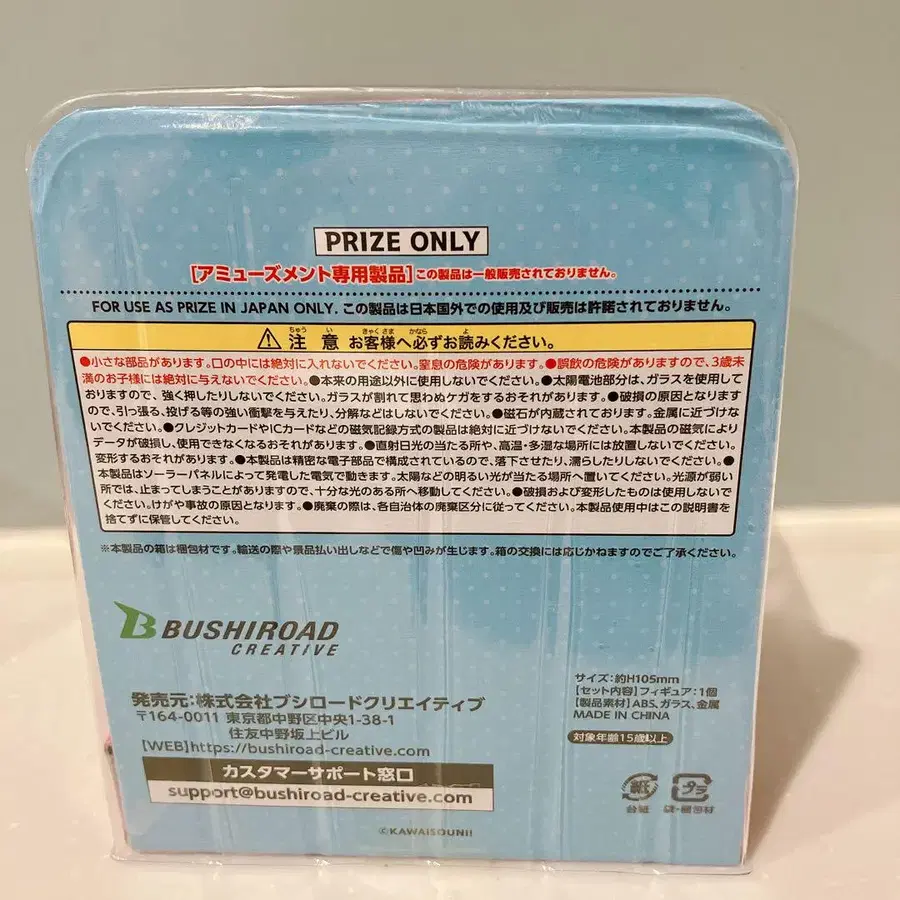 PRIZE ONLY
[アミューズメント専用製品]この製品は一般販売されておりません。
FOR USE AS PRIZE IN JAPAN ONLY. この製品は日本国外での使用及び販売は許諾されておりません。
⚠ 注意 お客様へ必ずお読みください。
●小さな部品があります。口の中には絶対に入れないでください。窒息の危険があります。●誤飲の危険がありますので、3歳未
満のお子様には絶対に与えないでください。●本来の用途以外に使用しないでください。●太陽電池部分は、ガラスを使用して
おりますので、強く押したりしないでください。ガラスが割れて思わぬケガをするおそれがあります。●破損の原因となります
ので、引っ張る、投げる等の強い衝撃を与えたり、分解などはしないでください。●磁石が内蔵されております。金属に近づけな
いでください。●クレジットカードやICカードなどの磁気記録方式の製品は絶対に近づけないでください。本製品の磁気により
データが破損し、使用できなくなるおそれがあります。●直射日光の当たる所や、高温・多湿な場所には放置しないでください。
変形するおそれがあります。●本製品は精密な電子部品で構成されているので、落下させたり、濡らしたりしないでください。●
本製品はソーラーパネルによって発電した電気で動きます。太陽などの明るい光が当たる場所へ置いてください。光源が弱い
所では、止まってしまうことがありますので、十分な光のある所へ移動してください。●破損および変形したものは使用しないで
ください。けがや事故の原因となります。●廃棄の際は、各自治体の廃棄区分に従ってください。本製品使用中はこの説明書を
捨てずに保管してください。
※本製品の箱は梱包材です。輸送の際や景品払い出しなどで傷や凹みが生じます。箱の交換には応じかねますのでご了承ください。
BUSHIROAD
CREATIVE
発売元:株式会社ブシロードクリエイティブ
〒164-0011 東京都中野区中央1-38-1
住友中野坂上ビル
【WEB】https://bushiroad-creative.com
カスタマーサポート窓口
support@bushiroad-creative.com
サイズ:約H105mm
【セット内容】フィギュア:1個
【製品素材】ABS、ガラス、金属
MADE IN CHINA
対象年齢15歳以上
紙
台紙
プラ
袋・梱包材
©KAWAISOUNI!